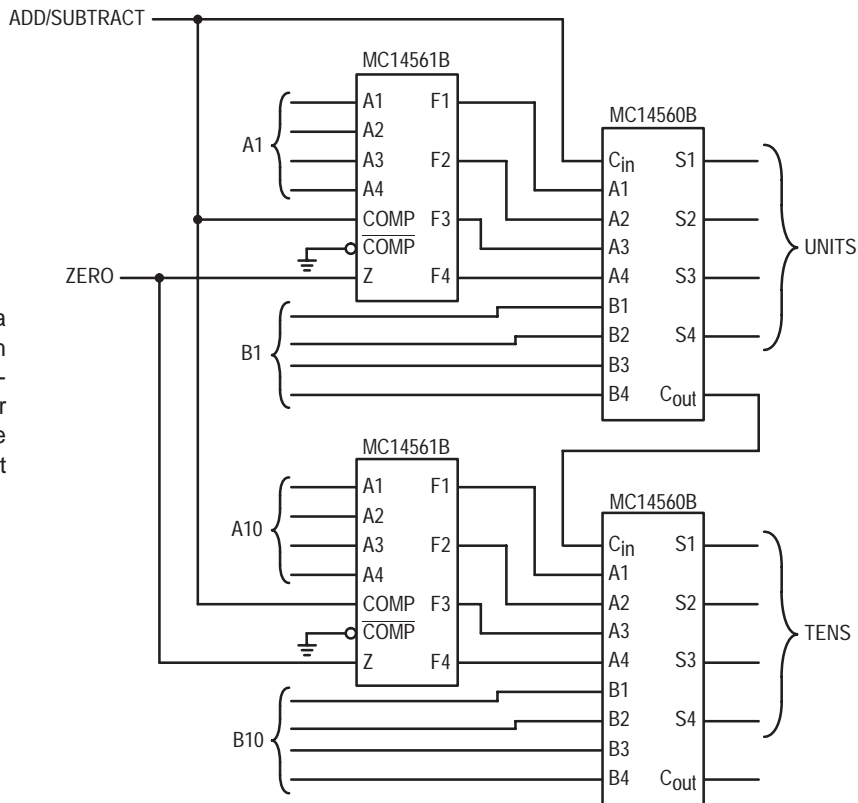 ADD/SUBTRACT
MC14561B
A1
A1 F1
A2
A3 F2
A4
COMP F3
COMP
Z F4
ZERO
MC14560B
Cin S1
A1
A2 S2
A3
A4 S3
B1
B2 S4
B3
B4 Cout
UNITS
B1
a
n
–
r
e
t
MC14561B
A10
A1 F1
A2
A3 F2
A4
COMP F3
COMP
Z F4
MC14560B
Cin S1
A1
A2 S2
A3
A4 S3
B1
B2 S4
B3
B4 Cout
TENS
B10